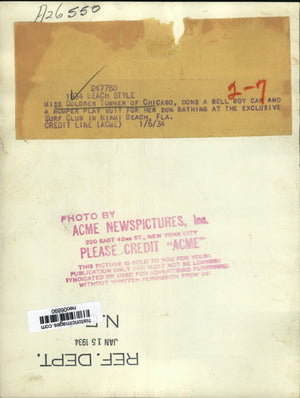 A26550
247750
1934 BEACH STYLE
2-7
MISS DOLORES TOWNER OF CHICAGO, DONS A BELL BOY CAP AND
A ROMPER PLAY SUIT FOR HER SUN BATHING AT THE EXCLUSIVE
SURF CLUB IN MIAMI BEACH, FLA.
CREDIT LINE (ACME) 1/6/34
PHOTO BY
ACME NEWSPICTURES, Inc.
220 EAST 42ND ST., NEW YORK CITY
PLEASE CREDIT "ACME"
THIS PICTURE IS SOLD TO YOU FOR YOUR
PUBLICATION ONLY AND MUST NOT BE LOANED,
SYNDICATED OR USED FOR ADVERTISING PURPOSES
WITHOUT WRITTEN PERMISSION FROM US
historicimages.com
neo06890
REF. DEPT.
JAN 15 1934
N. E.